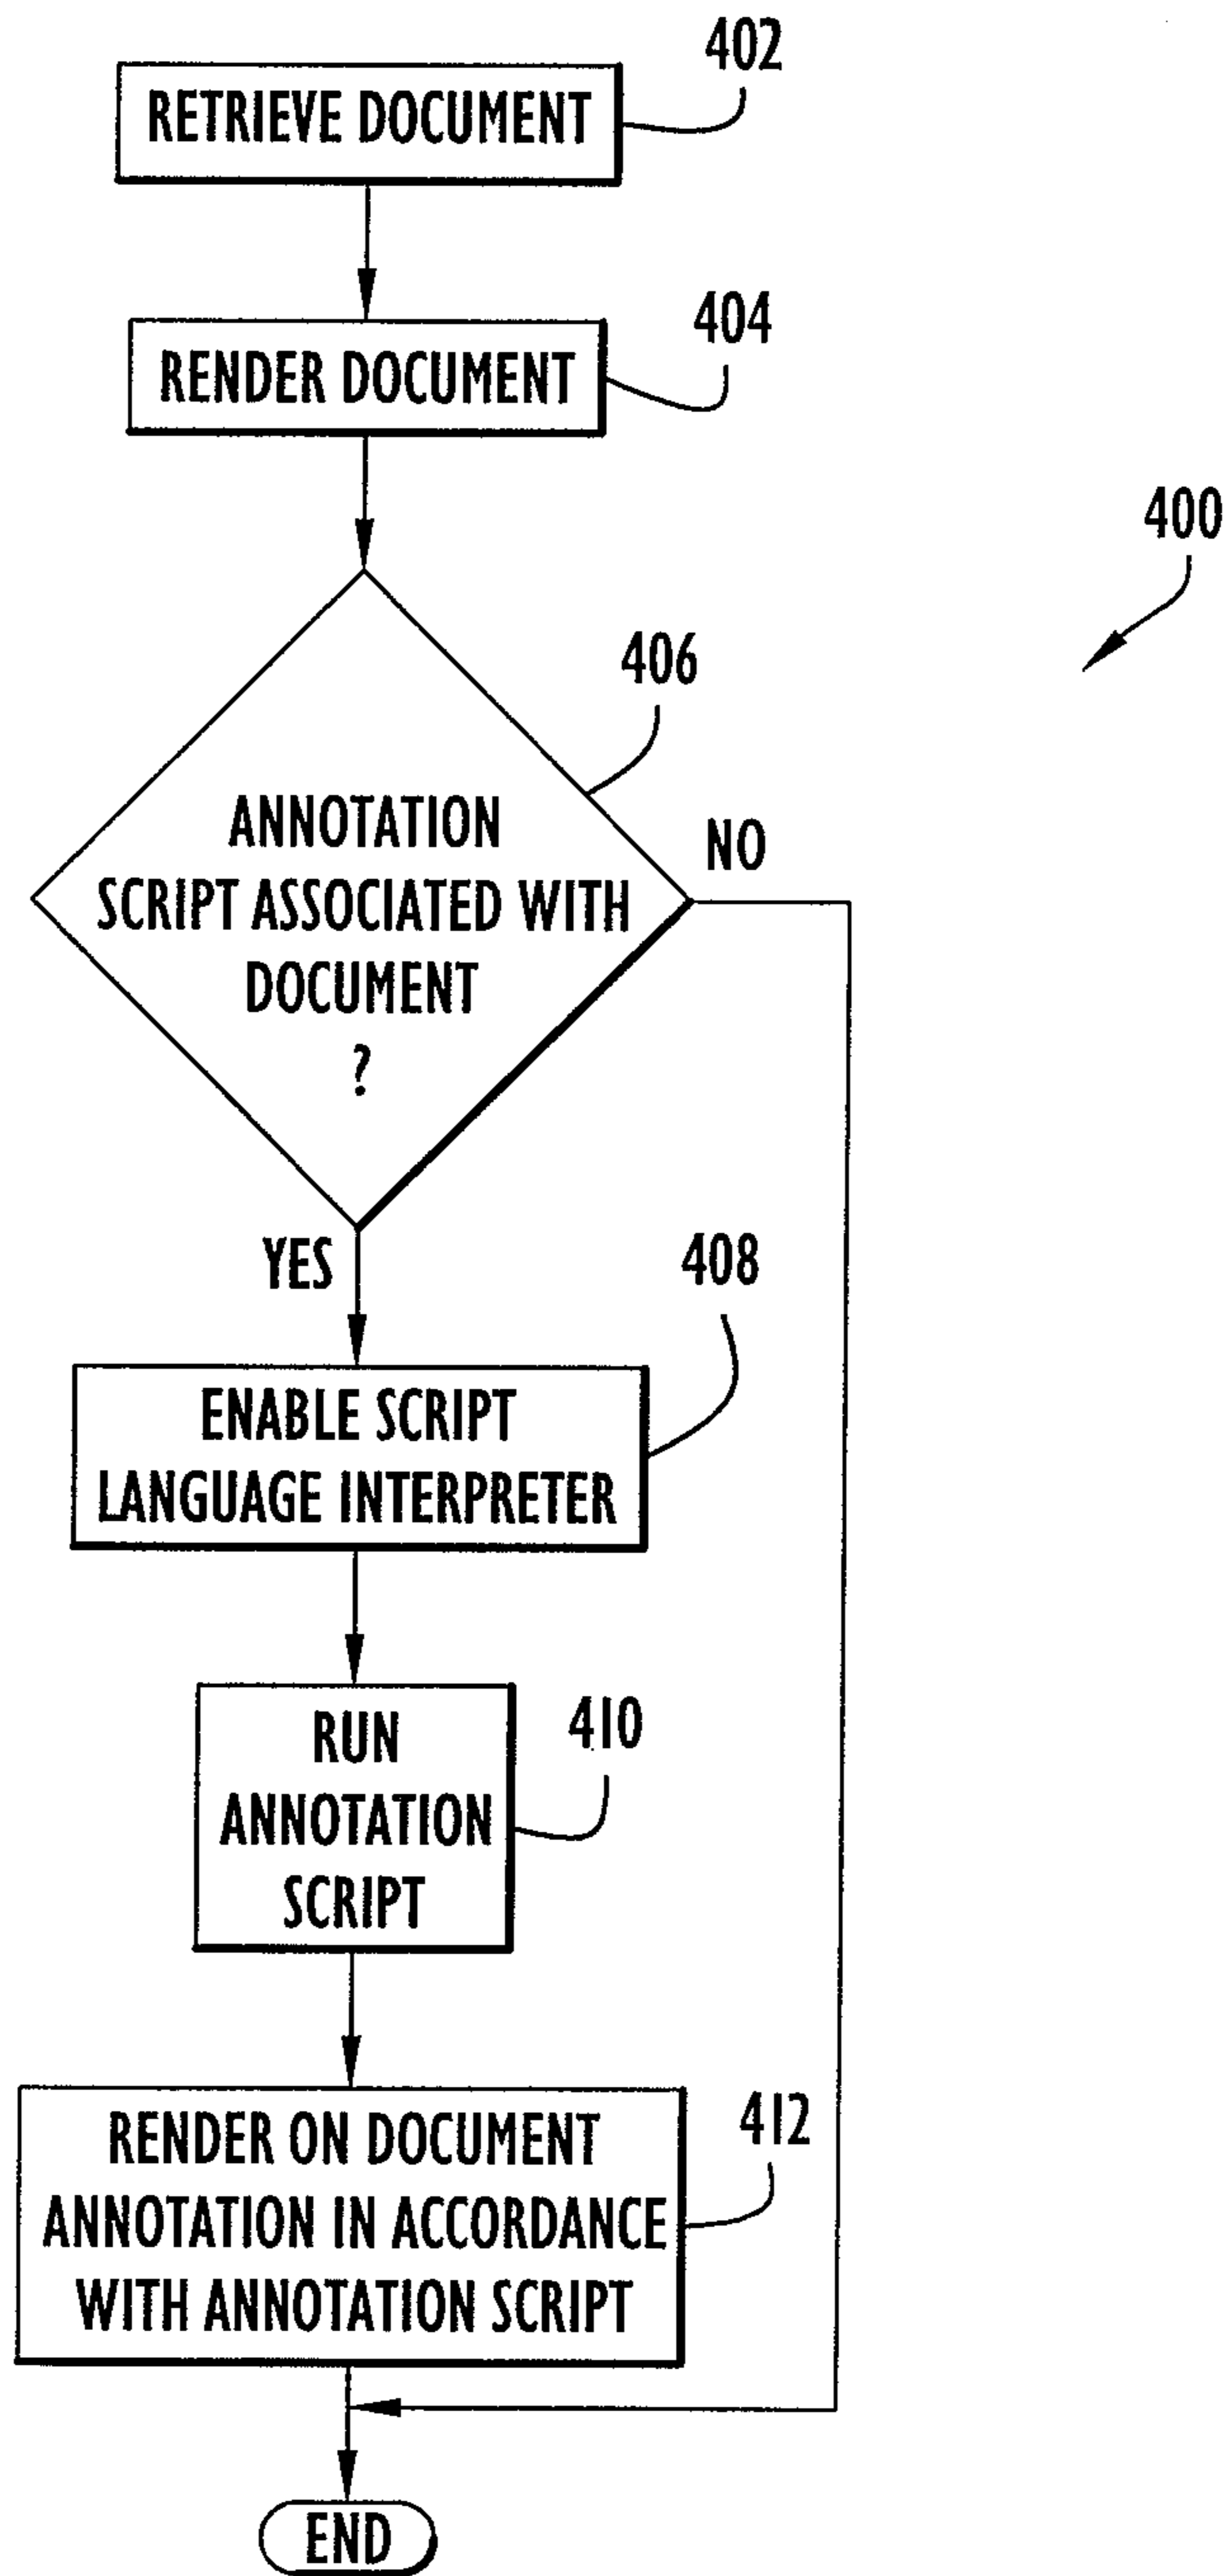 402
RETRIEVE DOCUMENT
404
RENDER DOCUMENT
400
406
ANNOTATION
SCRIPT ASSOCIATED WITH
DOCUMENT
?
NO
YES
408
ENABLE SCRIPT
LANGUAGE INTERPRETER
410
RUN
ANNOTATION
SCRIPT
412
RENDER ON DOCUMENT
ANNOTATION IN ACCORDANCE
WITH ANNOTATION SCRIPT
END